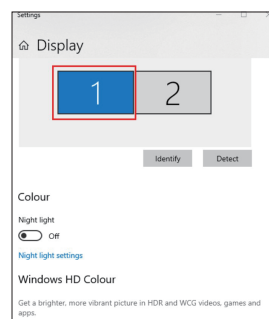 Settings
Display
1 2
Identify Detect
Colour
Night light
Off
Night light settings
Windows HD Colour
Get a brighter, more vibrant picture in HDR and WCG videos, games and
apps.